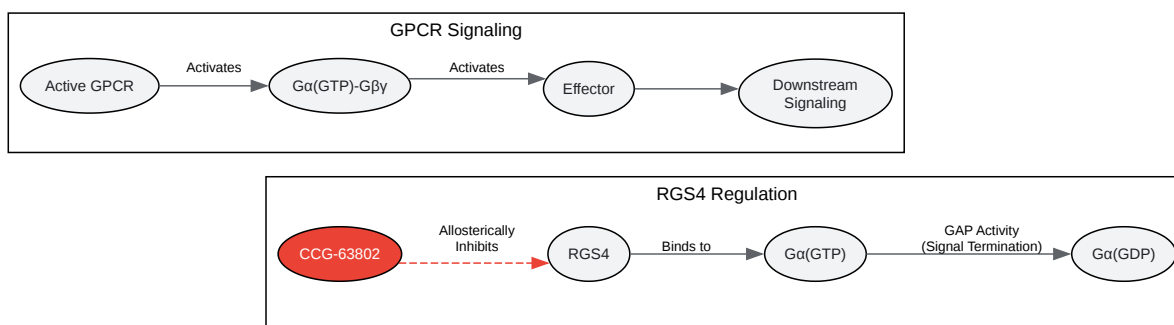 GPCR Signaling
Active GPCR
Activates
Gα(GTP)-Gβγ
Activates
Effector
Downstream
Signaling
RGS4 Regulation
CCG-63802
Allosterically
Inhibits
RGS4
Binds to
Gα(GTP)
GAP Activity
(Signal Termination)
Gα(GDP)